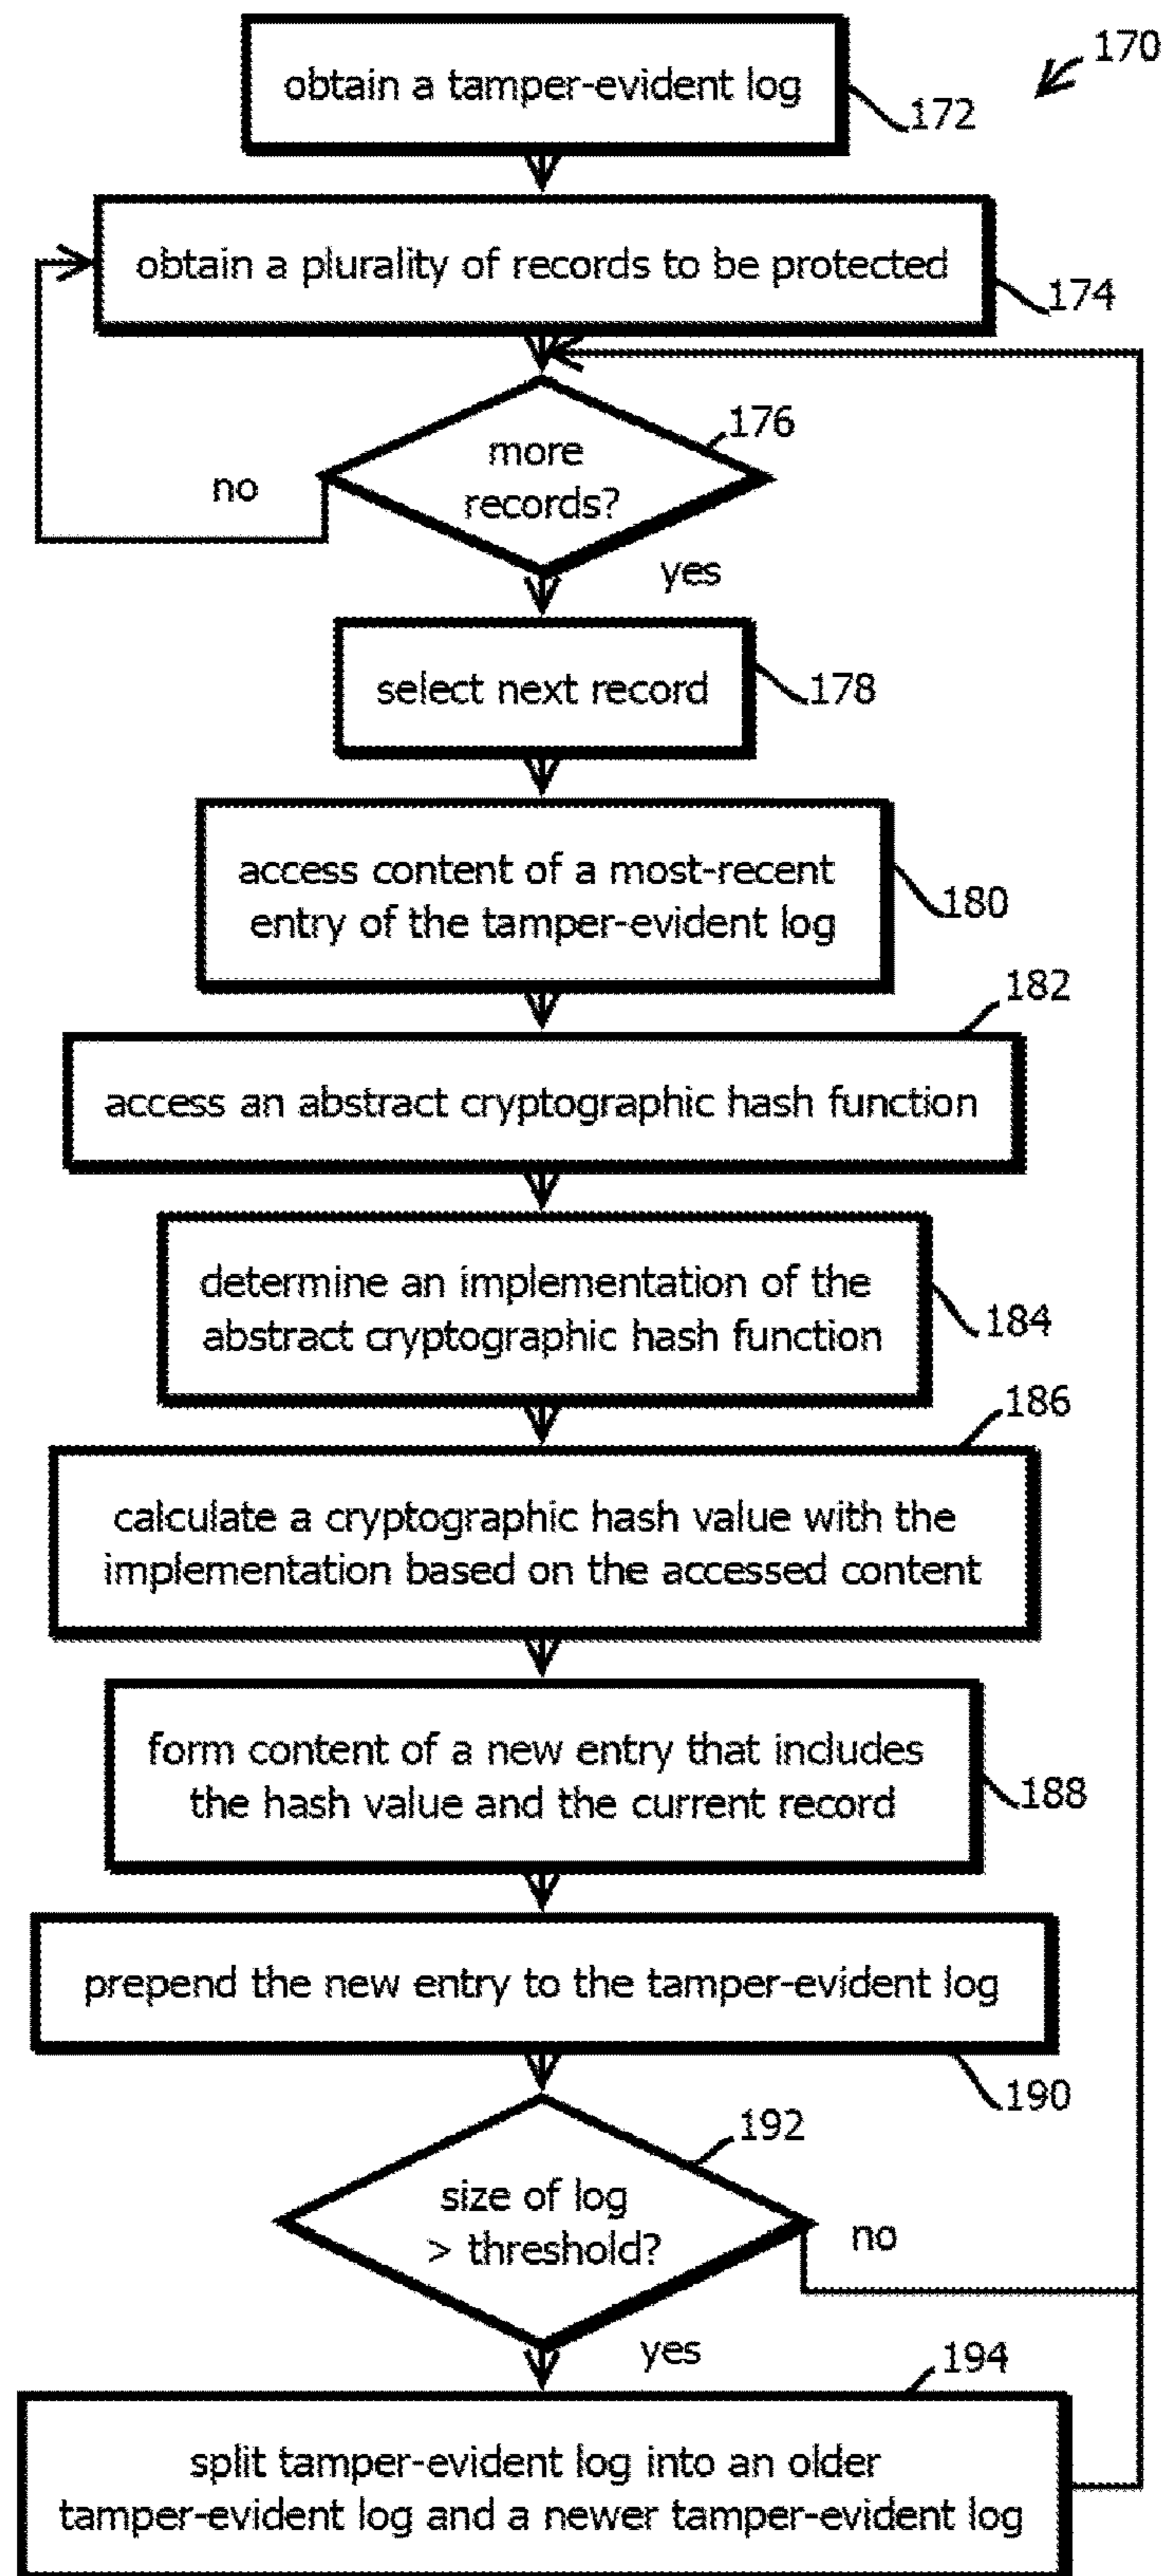 170
obtain a tamper-evident log
172
obtain a plurality of records to be protected
174
176
more
records?
no
yes
select next record
178
access content of a most-recent
entry of the tamper-evident log
180
182
access an abstract cryptographic hash function
determine an implementation of the
abstract cryptographic hash function
184
186
calculate a cryptographic hash value with the
implementation based on the accessed content
form content of a new entry that includes
the hash value and the current record
188
prepend the new entry to the tamper-evident log
190
192
size of log
> threshold?
no
yes
194
split tamper-evident log into an older
tamper-evident log and a newer tamper-evident log